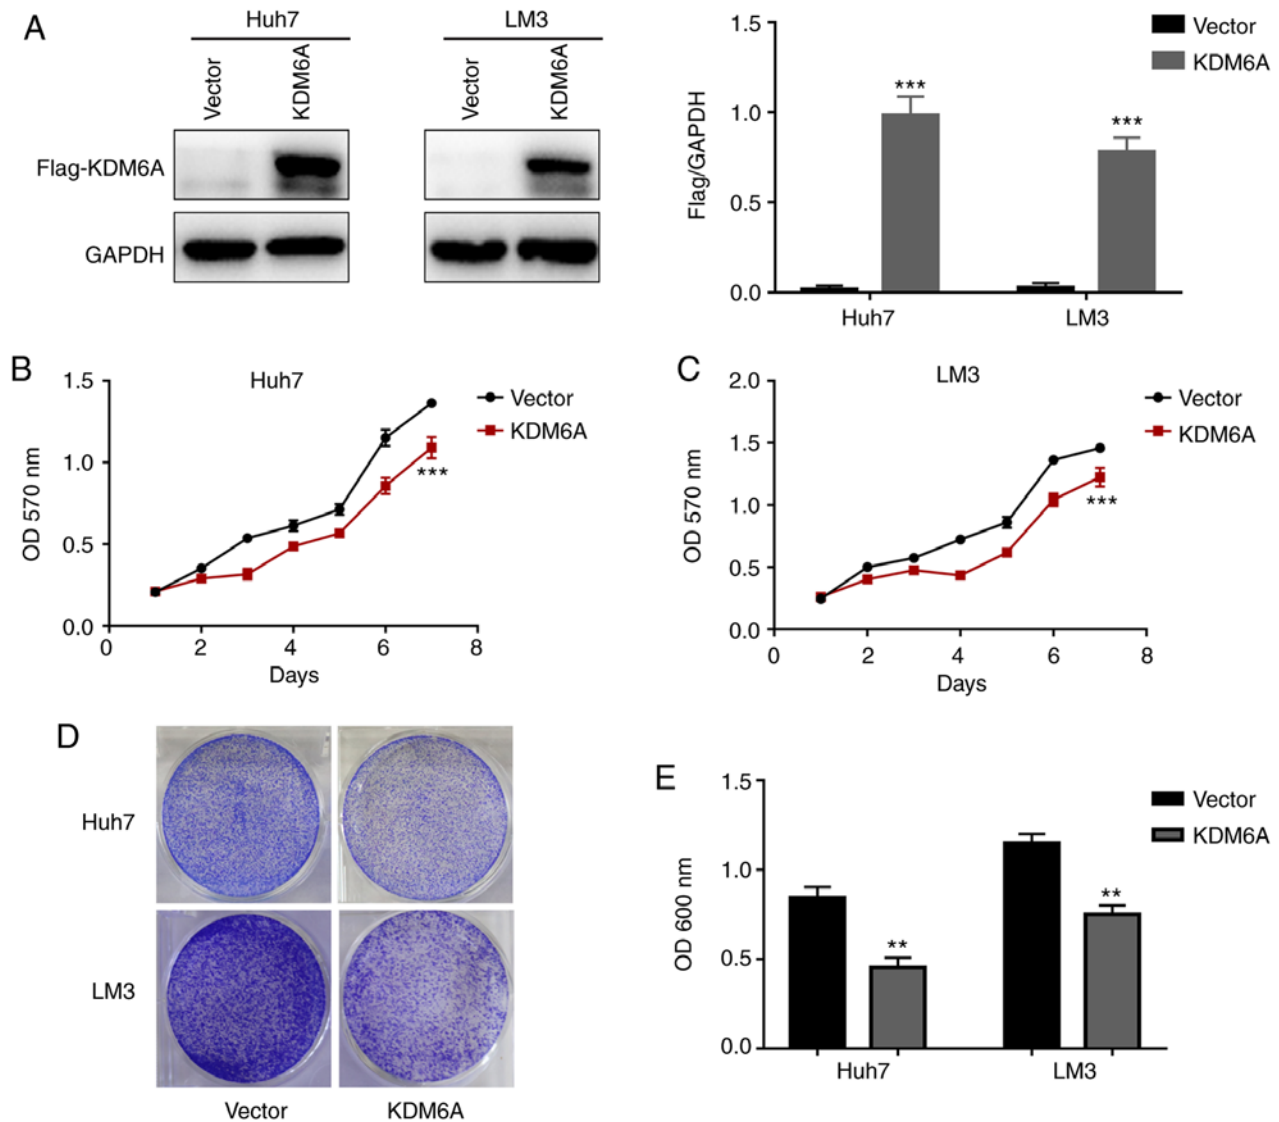 A
Huh7
LM3
Vector
KDM6A
Vector
KDM6A
Flag-KDM6A
GAPDH
Flag/GAPDH
1.5
1.0
0.5
0.0
***
***
Huh7
LM3
Vector
KDM6A
B
Huh7
OD 570 nm
1.5
1.0
0.5
0.0
0
2
4
6
8
Days
***
Vector
KDM6A
C
LM3
OD 570 nm
2.0
1.5
1.0
0.5
0.0
0
2
4
6
8
Days
***
Vector
KDM6A
D
Huh7
LM3
Vector
KDM6A
E
OD 600 nm
1.5
1.0
0.5
0.0
**
**
Huh7
LM3
Vector
KDM6A